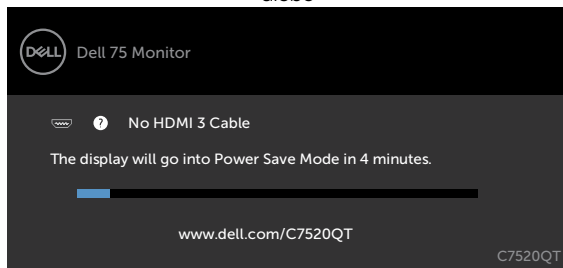 DELL
Dell 75 Monitor
? No HDMI 3 Cable
The display will go into Power Save Mode in 4 minutes.
www.dell.com/C7520QT
C7520QT